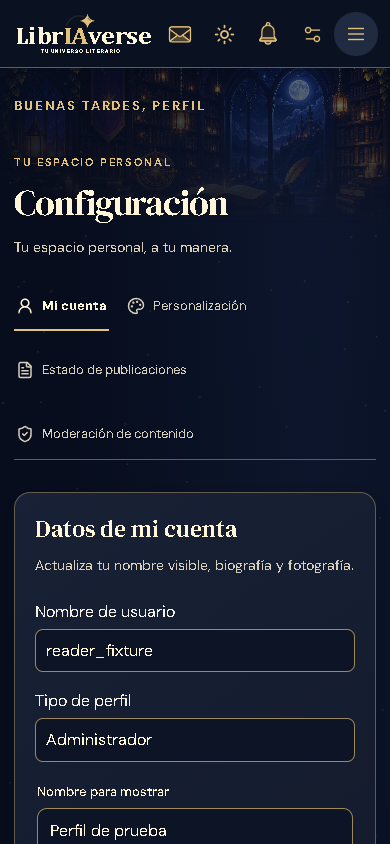 LibrIAverse
TU UNIVERSO LITERARIO
BUENAS TARDES, PERFIL
TU ESPACIO PERSONAL
Configuración
Tu espacio personal, a tu manera.
Mi cuenta
Personalización
Estado de publicaciones
Moderación de contenido
Datos de mi cuenta
Actualiza tu nombre visible, biografía y fotografía.
Nombre de usuario
reader_fixture
Tipo de perfil
Administrador
Nombre para mostrar
Perfil de prueba